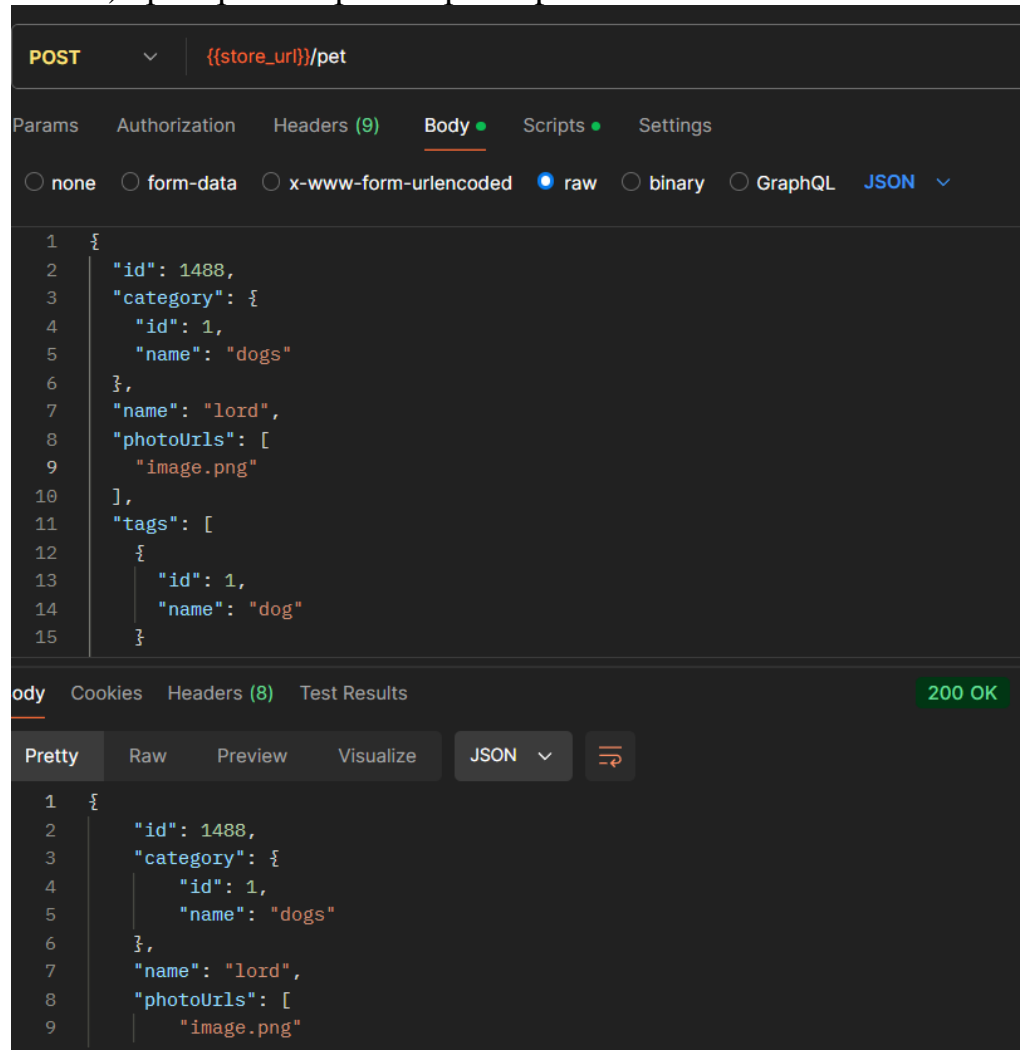 POST {{store_url}}/pet
Params Authorization Headers (9) Body Scripts Settings
none form-data x-www-form-urlencoded raw binary GraphQL JSON
1 {
2 "id": 1488,
3 "category": {
4 "id": 1,
5 "name": "dogs"
6 },
7 "name": "lord",
8 "photoUrls": [
9 "image.png"
10 ],
11 "tags": [
12 {
13 "id": 1,
14 "name": "dog"
15 }
ody Cookies Headers (8) Test Results 200 OK
Pretty Raw Preview Visualize JSON
1 {
2 "id": 1488,
3 "category": {
4 "id": 1,
5 "name": "dogs"
6 },
7 "name": "lord",
8 "photoUrls": [
9 "image.png"